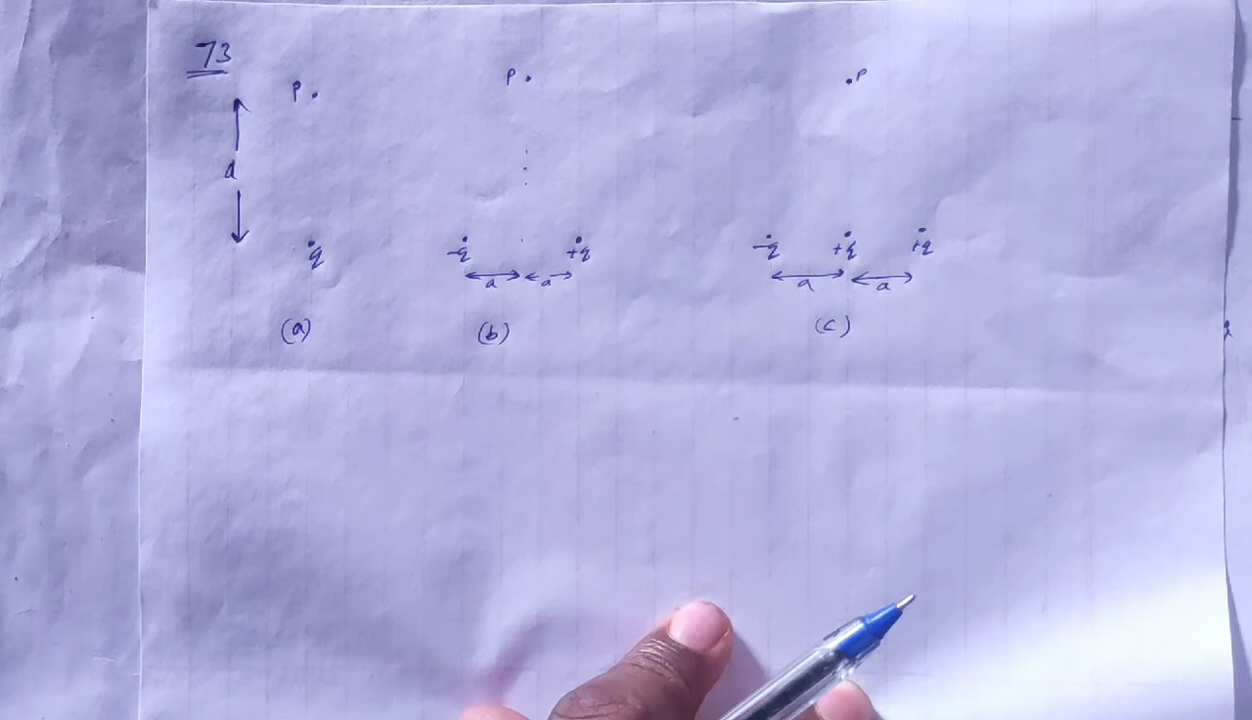 73
P . P . . P
d
q -q +q -q +q +q
a a a a
(a) (b) (c)